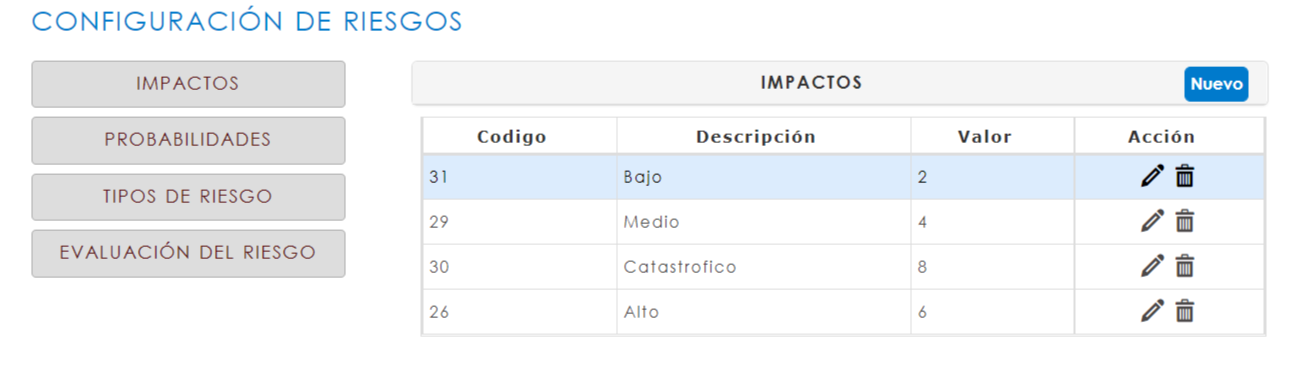 CONFIGURACIÓN DE RIESGOS
IMPACTOS
PROBABILIDADES
TIPOS DE RIESGO
EVALUACIÓN DEL RIESGO
IMPACTOS Nuevo
Codigo Descripción Valor Acción
31 Bajo 2
29 Medio 4
30 Catastrofico 8
26 Alto 6